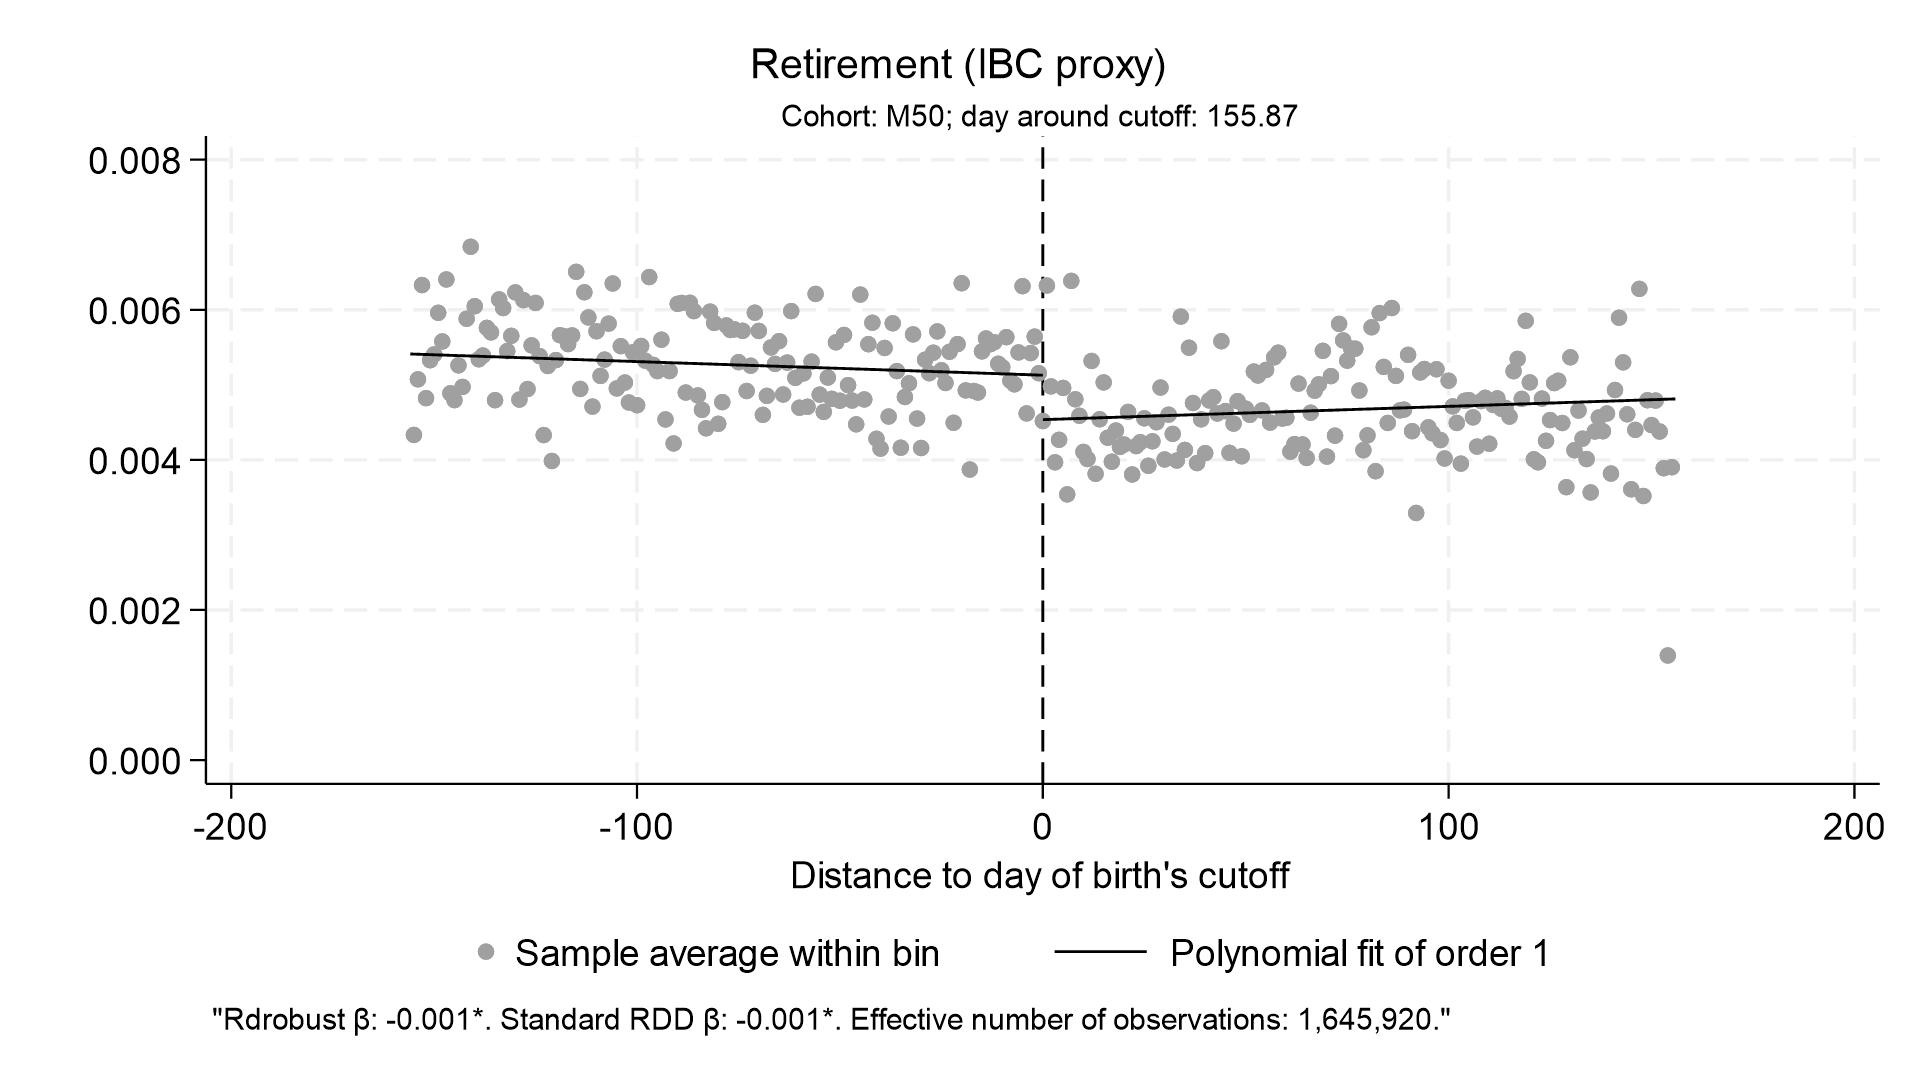 Retirement (IBC proxy)
Cohort: M50; day around cutoff: 155.87
0.008
0.006
0.004
0.002
0.000
-200 -100 0 100 200
Distance to day of birth's cutoff
Sample average within bin Polynomial fit of order 1
"Rdrobust β: -0.001*. Standard RDD β: -0.001*. Effective number of observations: 1,645,920."